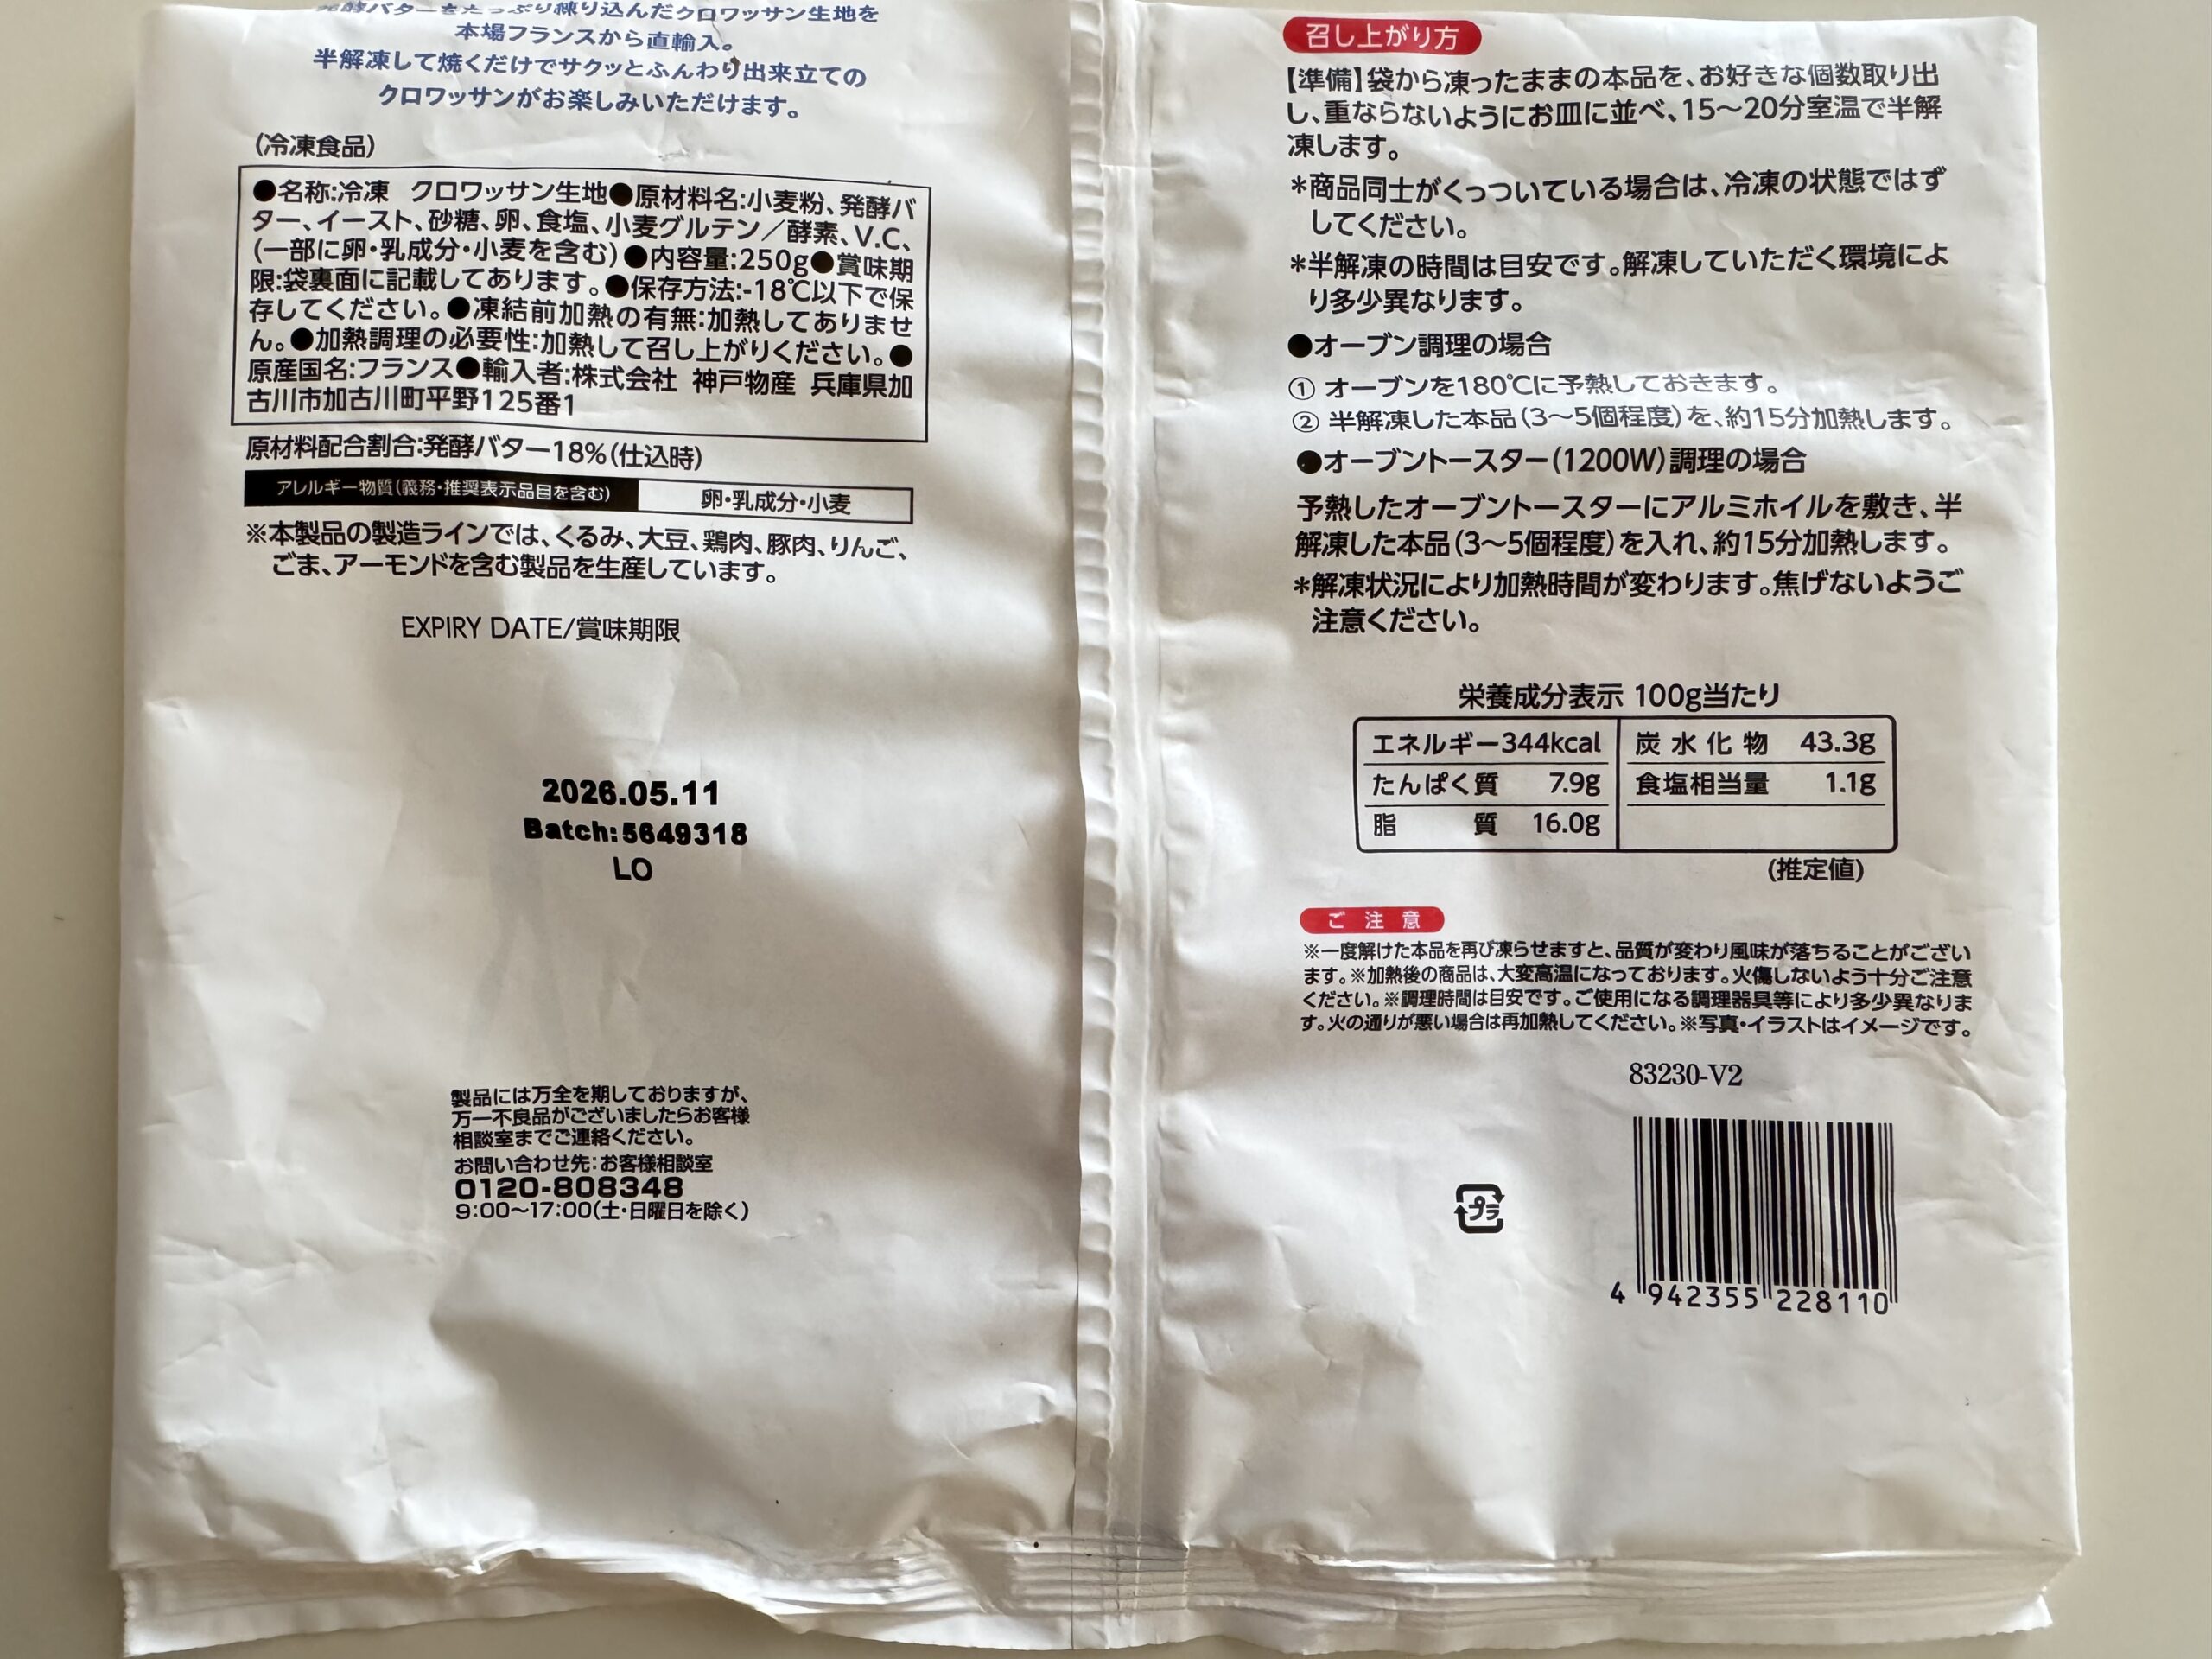 発酵バターをたっぷり練り込んだクロワッサン生地を
本場フランスから直輸入。
半解凍して焼くだけでサクッとふんわり出来立ての
クロワッサンがお楽しみいただけます。
(冷凍食品)
●名称:冷凍 クロワッサン生地●原材料名:小麦粉、発酵バ
ター、イースト、砂糖、卵、食塩、小麦グルテン／酵素、V.C、
(一部に卵・乳成分・小麦を含む)●内容量:250g●賞味期
限:袋裏面に記載してあります。●保存方法:-18℃以下で保
存してください。●凍結前加熱の有無:加熱してありませ
ん。●加熱調理の必要性:加熱して召し上がりください。●
原産国名:フランス●輸入者:株式会社 神戸物産 兵庫県加
古川市加古川町平野125番1
原材料配合割合:発酵バター18%(仕込時)
アレルギー物質(義務・推奨表示品目を含む) 卵・乳成分・小麦
※本製品の製造ラインでは、くるみ、大豆、鶏肉、豚肉、りんご、
ごま、アーモンドを含む製品を生産しています。
EXPIRY DATE/賞味期限
2026.05.11
Batch:5649318
LO
製品には万全を期しておりますが、
万一不良品がございましたらお客様
相談室までご連絡ください。
お問い合わせ先:お客様相談室
0120-808348
9:00〜17:00(土・日曜日を除く)
召し上がり方
【準備】袋から凍ったままの本品を、お好きな個数取り出
し、重ならないようにお皿に並べ、15〜20分室温で半解
凍します。
＊商品同士がくっついている場合は、冷凍の状態ではず
してください。
＊半解凍の時間は目安です。解凍していただく環境によ
り多少異なります。
●オーブン調理の場合
① オーブンを180℃に予熱しておきます。
② 半解凍した本品(3〜5個程度)を、約15分加熱します。
●オーブントースター(1200W)調理の場合
予熱したオーブントースターにアルミホイルを敷き、半
解凍した本品(3〜5個程度)を入れ、約15分加熱します。
＊解凍状況により加熱時間が変わります。焦げないようご
注意ください。
栄養成分表示 100g当たり
エネルギー344kcal 炭水化物 43.3g
たんぱく質 7.9g 食塩相当量 1.1g
脂質 16.0g
(推定値)
ご注意
※一度解けた本品を再び凍らせますと、品質が変わり風味が落ちることがござい
ます。※加熱後の商品は、大変高温になっております。火傷しないよう十分ご注意
ください。※調理時間は目安です。ご使用になる調理器具等により多少異なりま
す。火の通りが悪い場合は再加熱してください。※写真・イラストはイメージです。
83230-V2
プラ
4 942355 228110